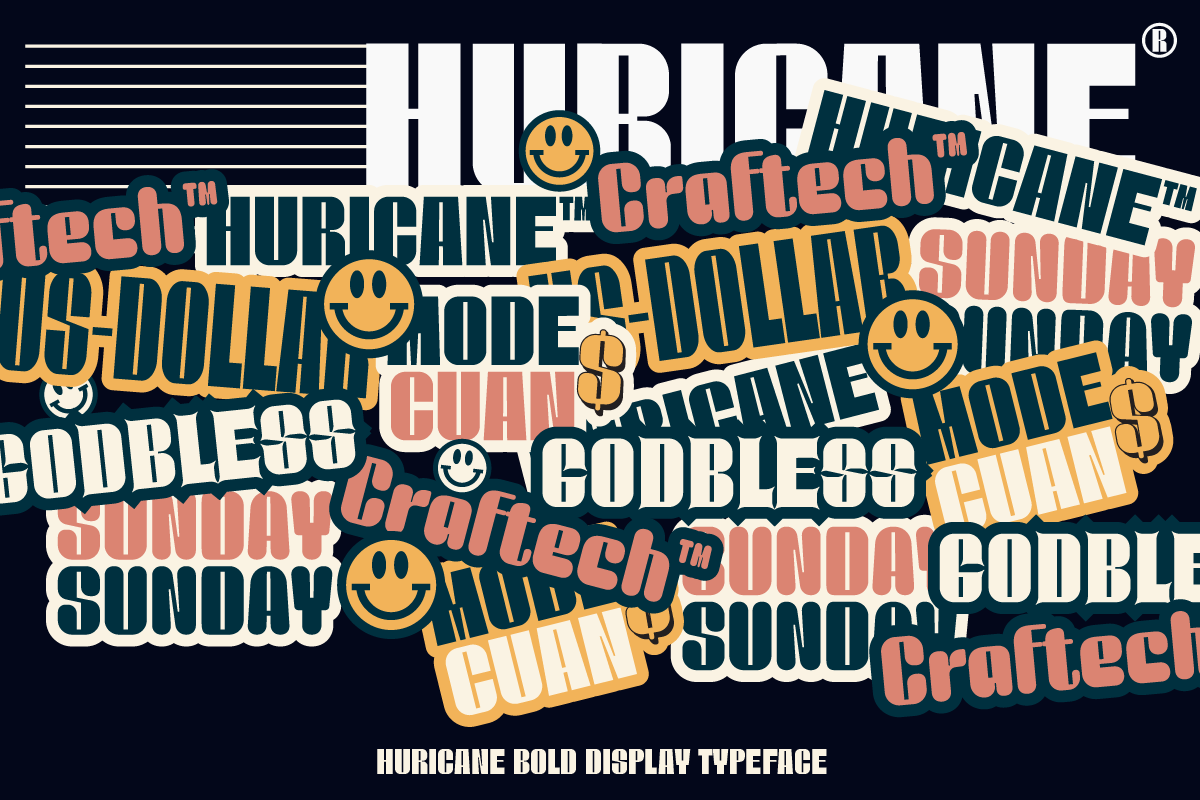 HURICANE®
HURICANE™
Craftech™
ftech™
HURICANE™
SUNDAY
SUNDAY
US-DOLLAR
US-DOLLAR
MODE
CUAN$
HURICANE
MODE
CUAN$
GODBLESS
GODBLESS
SUNDAY
SUNDAY
Craftech™
MODE
CUAN$
SUNDAY
SUNDAY
GODBLE
Craftech
HURICANE BOLD DISPLAY TYPEFACE